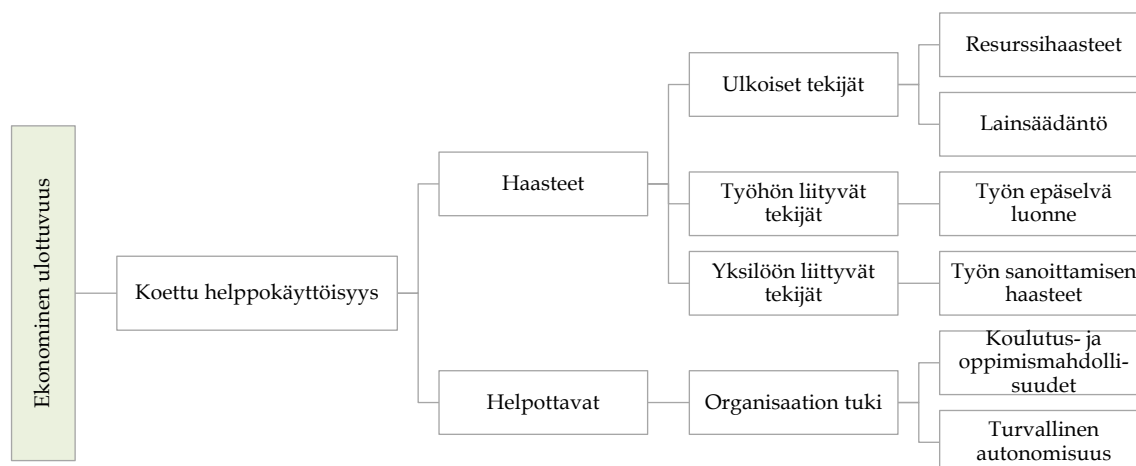 Ekonominen ulottuvuus
Koettu helppokäyttöisyys
Haasteet
Ulkoiset tekijät
Resurssihaasteet
Lainsäädäntö
Työhön liityvät
tekijät
Työn epäselvä
luonne
Yksilöön liittyvät
tekijät
Työn sanoittamisen
haasteet
Helpottavat
Organisaation tuki
Koulutus- ja
oppimismahdolli-
suudet
Turvallinen
autonomisuus